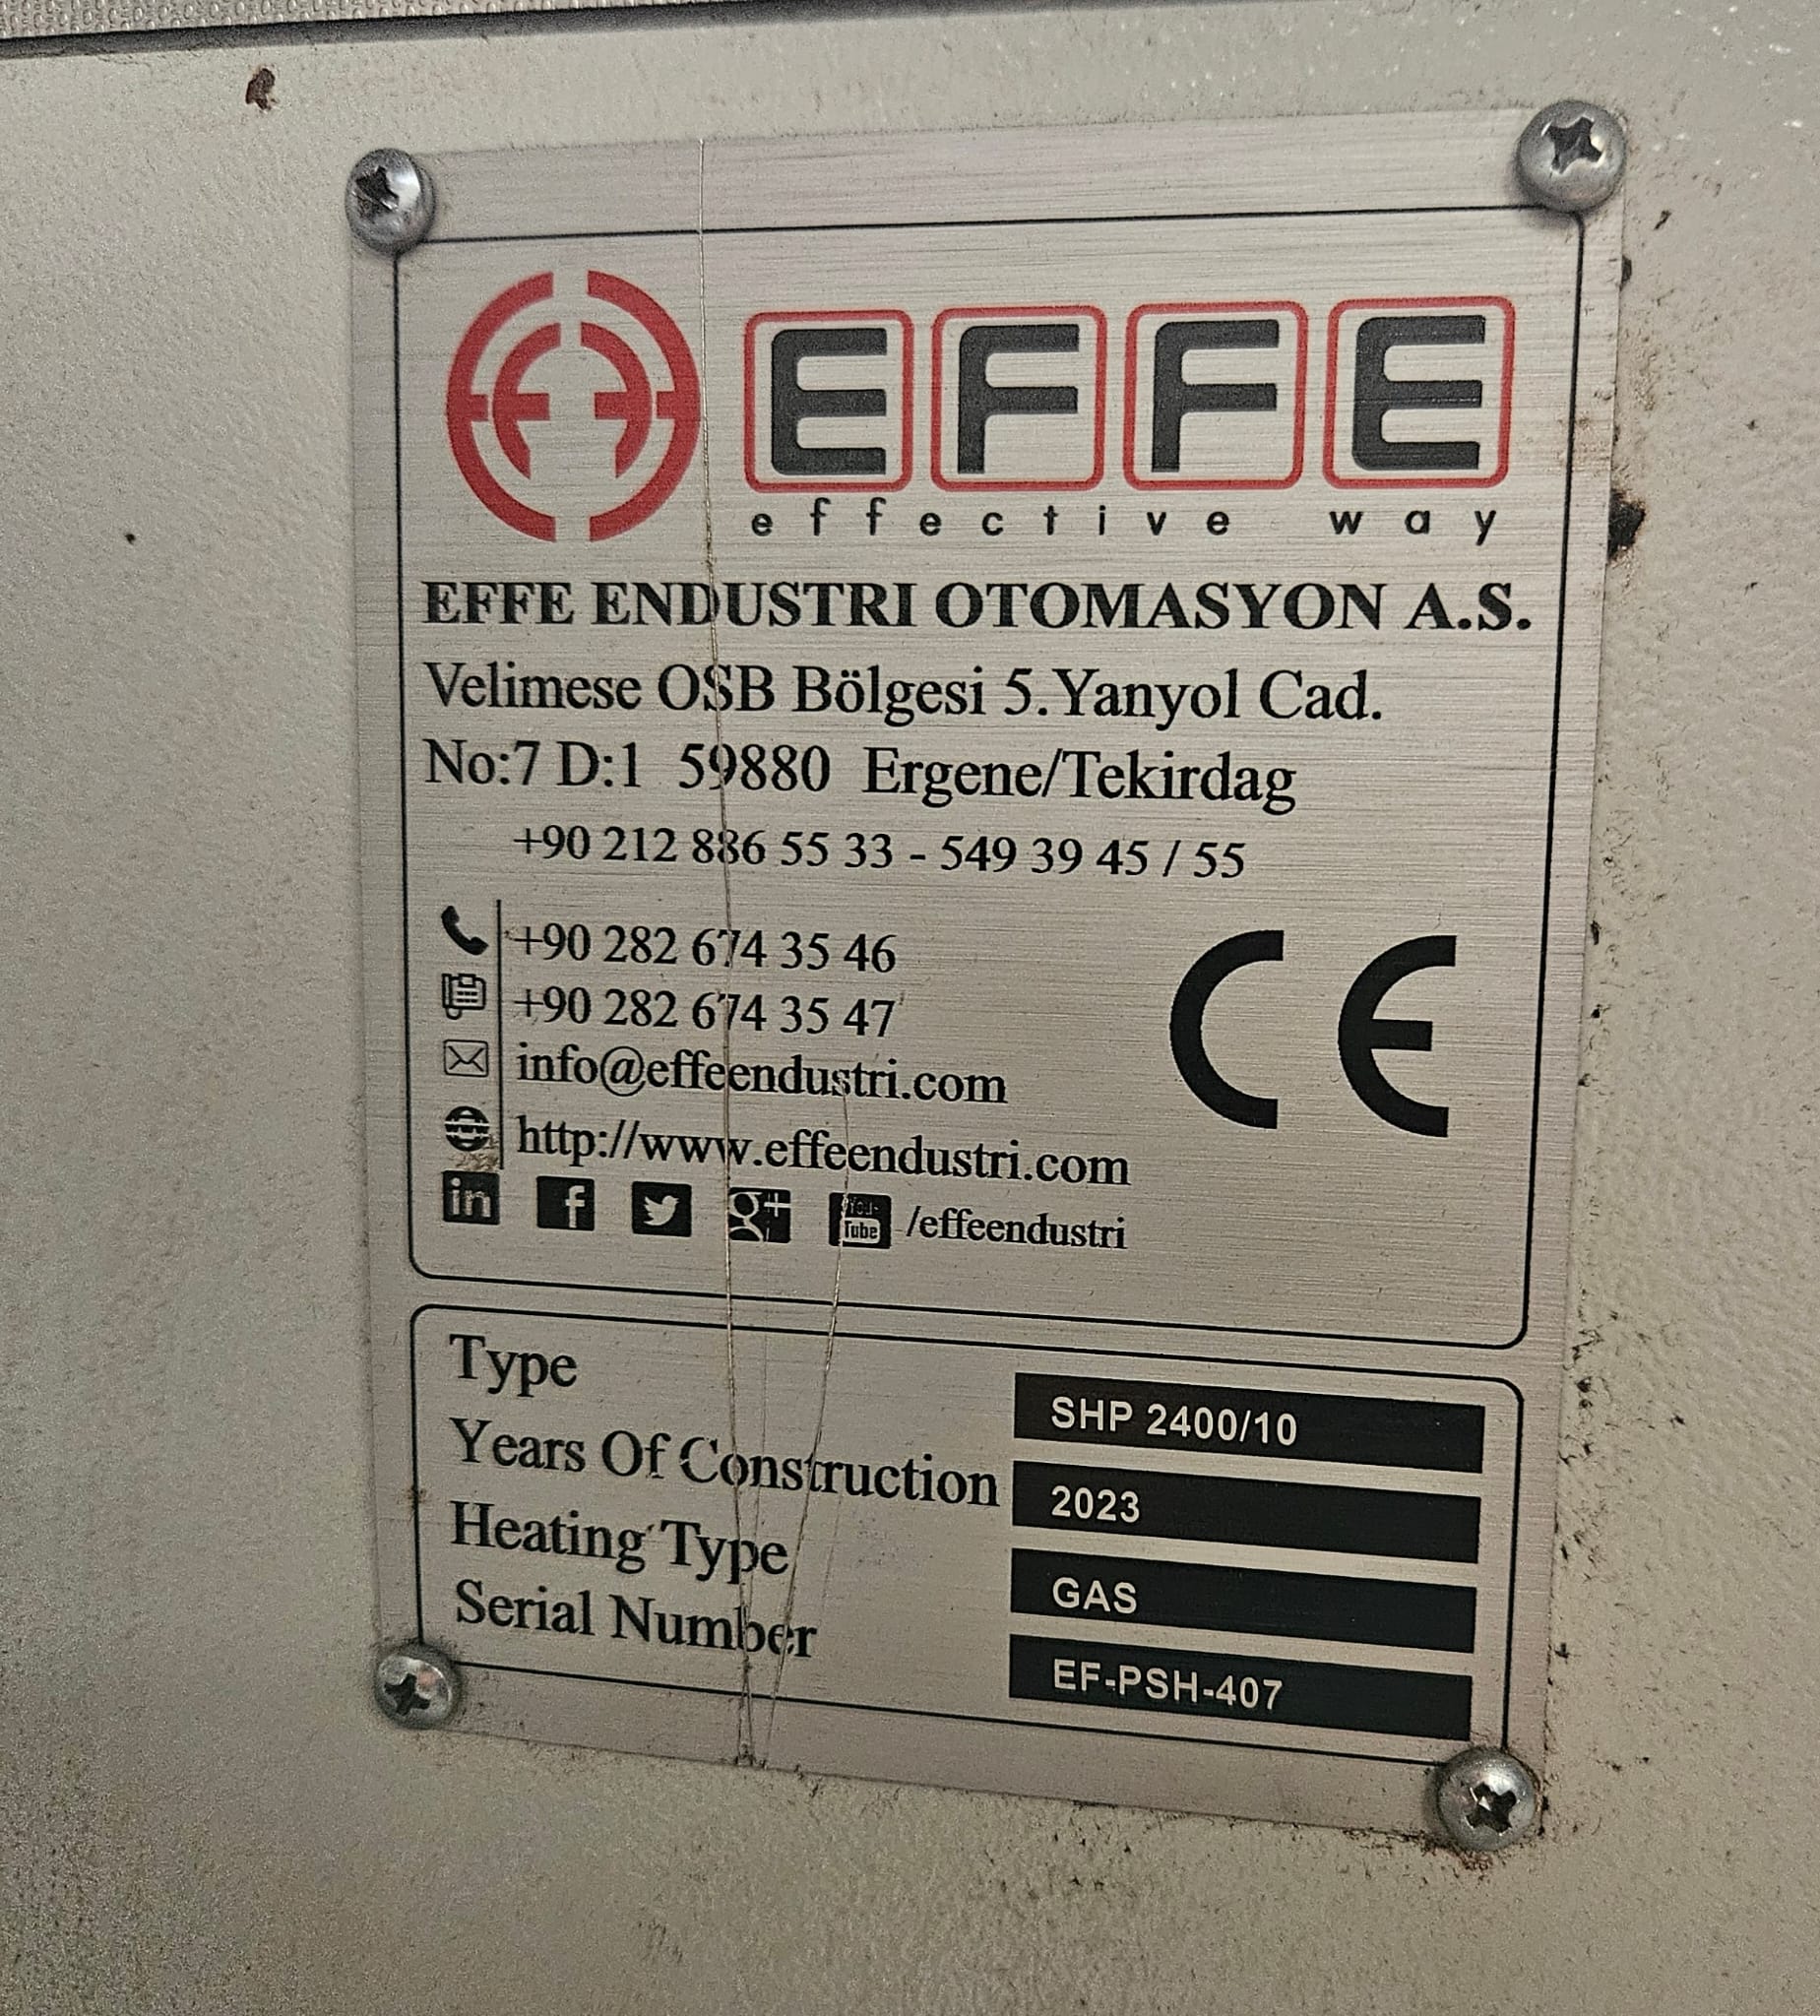 EFFE
effective way
EFFE ENDUSTRI OTOMASYON A.S.
Velimese OSB Bölgesi 5.Yanyol Cad.
No:7 D:1 59880 Ergene/Tekirdag
+90 212 886 55 33 - 549 39 45 / 55
+90 282 674 35 46
+90 282 674 35 47
info@effeendustri.com
http://www.effeendustri.com
in f g+ You Tube /effeendustri
CE
Type SHP 2400/10
Years Of Construction 2023
Heating Type GAS
Serial Number EF-PSH-407